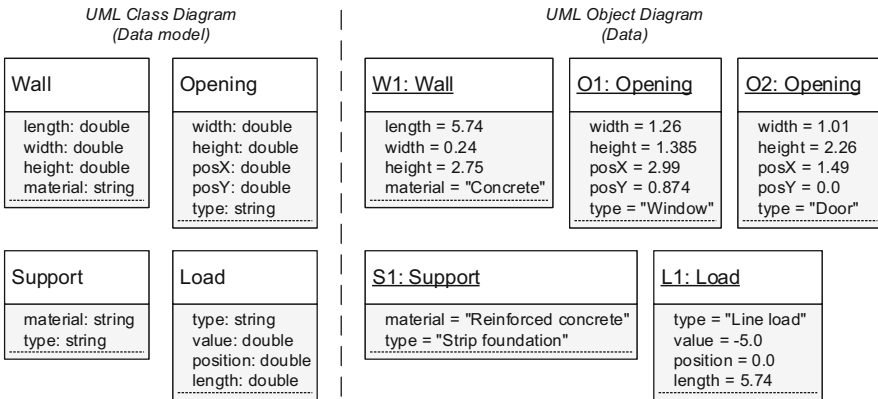 UML Class Diagram
(Data model)
UML Object Diagram
(Data)
Wall
length: double
width: double
height: double
material: string
Opening
width: double
height: double
posX: double
posY: double
type: string
W1: Wall
length = 5.74
width = 0.24
height = 2.75
material = "Concrete"
O1: Opening
width = 1.26
height = 1.385
posX = 2.99
posY = 0.874
type = "Window"
O2: Opening
width = 1.01
height = 2.26
posX = 1.49
posY = 0.0
type = "Door"
Support
material: string
type: string
Load
type: string
value: double
position: double
length: double
S1: Support
material = "Reinforced concrete"
type = "Strip foundation"
L1: Load
type = "Line load"
value = -5.0
position = 0.0
length = 5.74